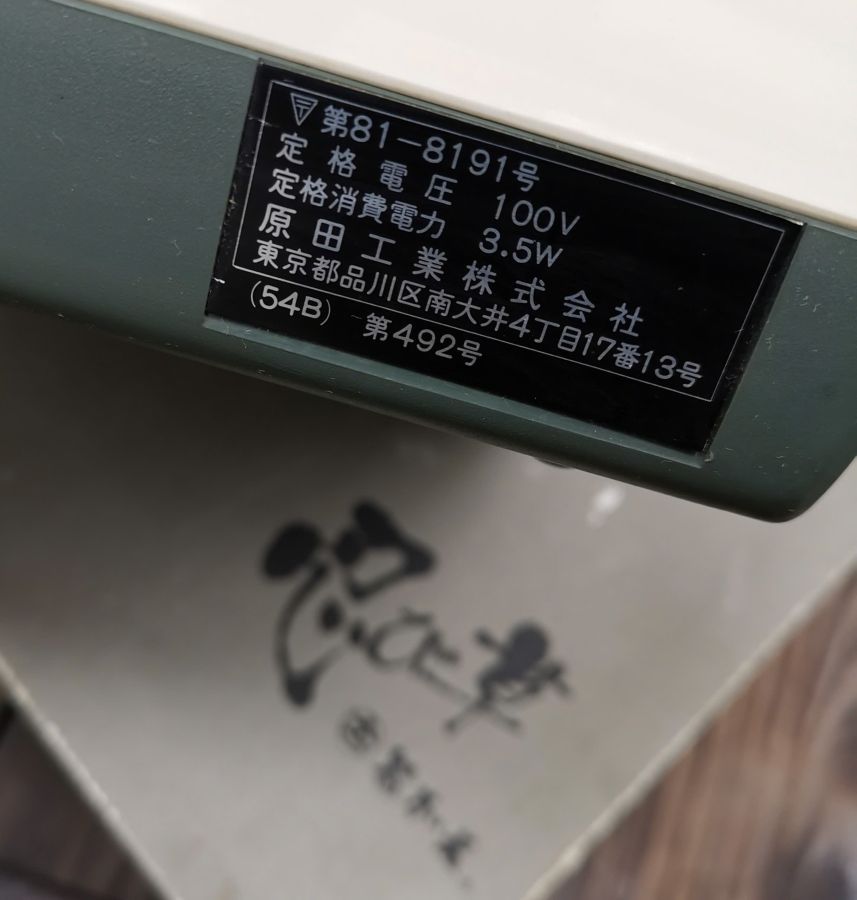 〒第81-8191号
定格電圧 100V
定格消費電力 3.5W
原田工業株式会社
東京都品川区南大井4丁目17番13号
(54B) 第492号